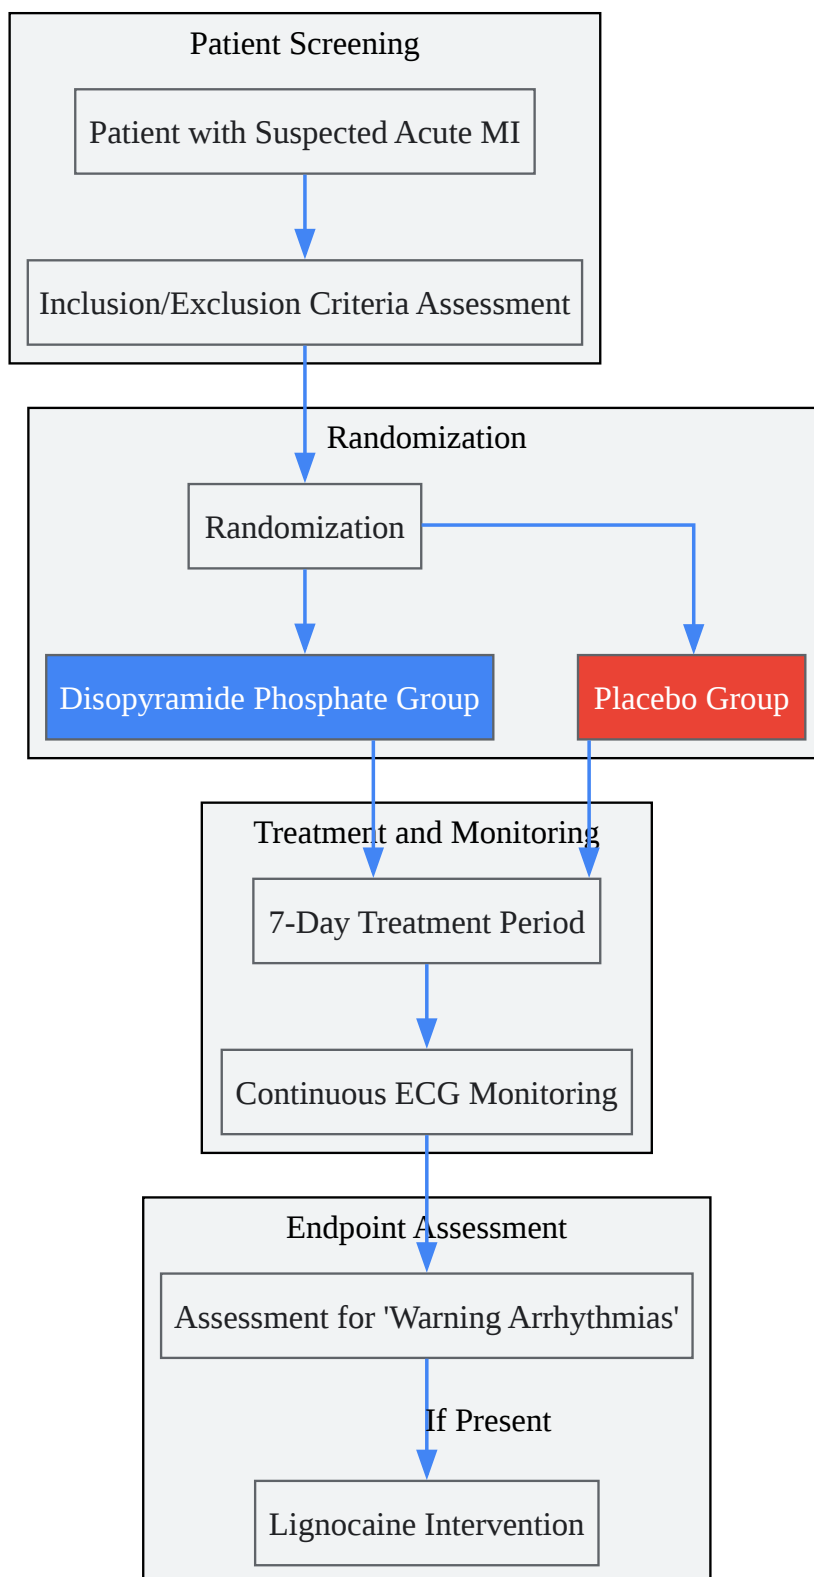 Patient Screening
Patient with Suspected Acute MI
Inclusion/Exclusion Criteria Assessment
Randomization
Randomization
Disopyramide Phosphate Group
Placebo Group
Treatment and Monitoring
7-Day Treatment Period
Continuous ECG Monitoring
Endpoint Assessment
Assessment for 'Warning Arrhythmias'
If Present
Lignocaine Intervention